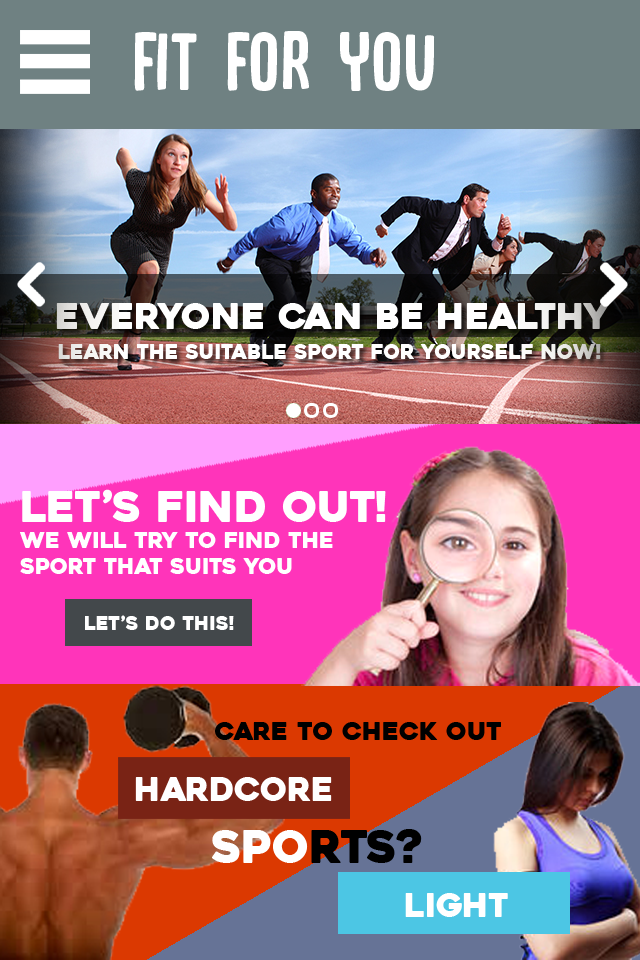 FIT FOR YOU
EVERYONE CAN BE HEALTHY
LEARN THE SUITABLE SPORT FOR YOURSELF NOW!
LET'S FIND OUT!
WE WILL TRY TO FIND THE
SPORT THAT SUITS YOU
LET'S DO THIS!
CARE TO CHECK OUT
HARDCORE
SPORTS?
LIGHT